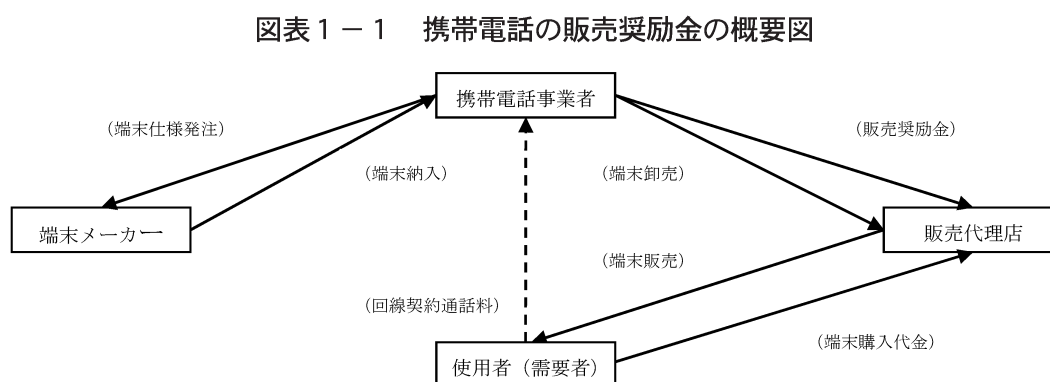 図表１－１　携帯電話の販売奨励金の概要図
携帯電話事業者
（端末仕様発注）
（販売奨励金）
（端末納入）
（端末卸売）
端末メーカー
販売代理店
（端末販売）
（回線契約通話料）
（端末購入代金）
使用者（需要者）